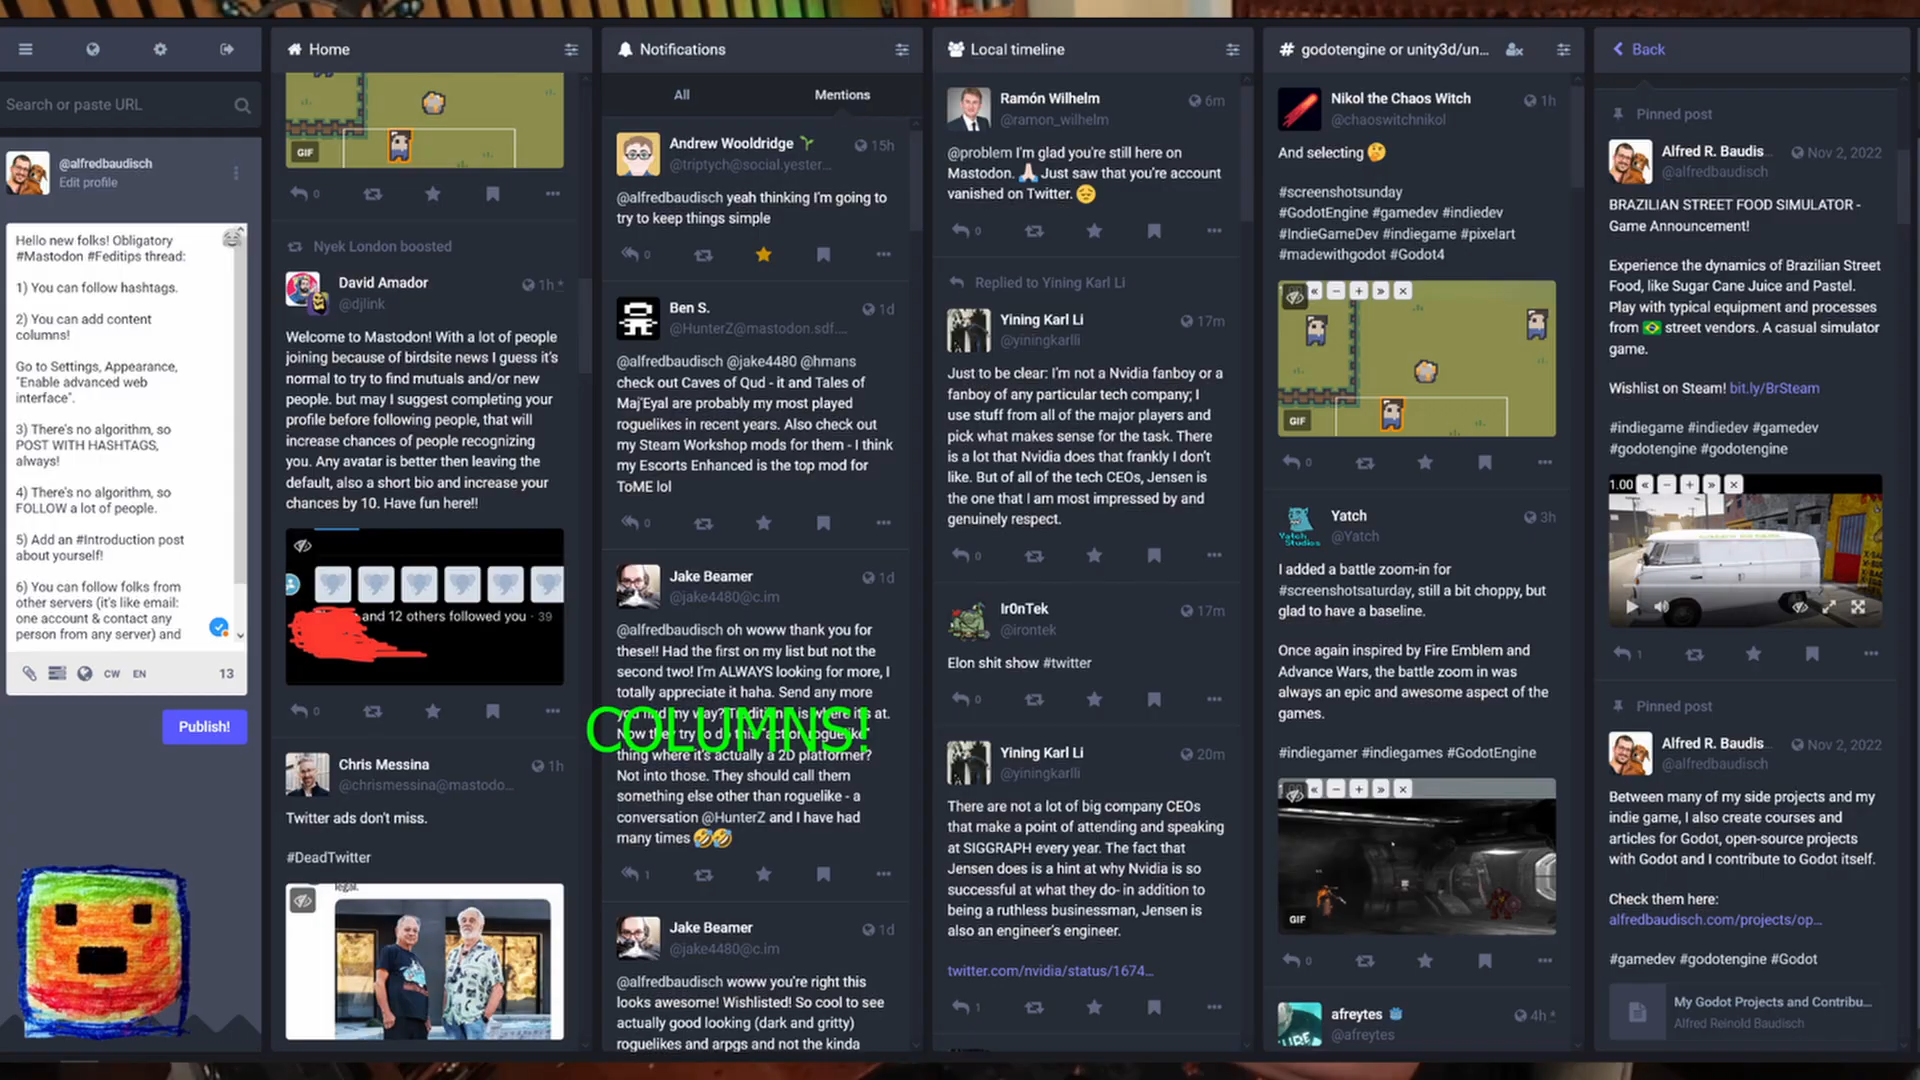 Search or paste URL
@alfredbaudisch
Edit profile
Hello new folks! Obligatory
#Mastodon #Feditips thread:
1) You can follow hashtags.
2) You can add content
columns!
Go to Settings, Appearance,
"Enable advanced web
interface".
3) There's no algorithm, so
POST WITH HASHTAGS,
always!
4) There's no algorithm, so
FOLLOW a lot of people.
5) Add an #Introduction post
about yourself!
6) You can follow folks from
other servers (it's like email:
one account & contact any
person from any server) and
CW EN 13
Publish!
Home
GIF
0
Nyek London boosted
David Amador 1h*
@djlink
Welcome to Mastodon! With a lot of people
joining because of birdsite news I guess it's
normal to try to find mutuals and/or new
people. but may I suggest completing your
profile before following people, that will
increase chances of people recognizing
you. Any avatar is better then leaving the
default, also a short bio and increase your
chances by 10. Have fun here!!
and 12 others followed you · 39
0
Chris Messina 1h
@chrismessina@mastodo...
Twitter ads don't miss.
#DeadTwitter
legal.
Notifications
All Mentions
Andrew Wooldridge 15h
@triptych@social.yester...
@alfredbaudisch yeah thinking I'm going to
try to keep things simple
0
Ben S. 1d
@HunterZ@mastodon.sdf....
@alfredbaudisch @jake4480 @hmans
check out Caves of Qud - it and Tales of
Maj'Eyal are probably my most played
roguelikes in recent years. Also check out
my Steam Workshop mods for them - I think
my Escorts Enhanced is the top mod for
ToME lol
0
Jake Beamer 1d
@jake4480@c.im
@alfredbaudisch oh woww thank you for
these!! Had the first on my list but not the
second two! I'm ALWAYS looking for more, I
totally appreciate it haha. Send any more
you find my way? Traditional is where it's at.
COLUMNS!
Now they try to do this "action roguelike"
thing where it's actually a 2D platformer?
Not into those. They should call them
something else other than roguelike - a
conversation @HunterZ and I have had
many times 🤣🤣
1
Jake Beamer 1d
@jake4480@c.im
@alfredbaudisch woww you're right this
looks awesome! Wishlisted! So cool to see
actually good looking (dark and gritty)
roguelikes and arpgs and not the kinda
Local timeline
Ramón Wilhelm 6m
@ramon_wilhelm
@problem I'm glad you're still here on
Mastodon. 🙏🏻 Just saw that you're account
vanished on Twitter. 😔
0
Replied to Yining Karl Li
Yining Karl Li 17m
@yiningkarlli
Just to be clear: I'm not a Nvidia fanboy or a
fanboy of any particular tech company; I
use stuff from all of the major players and
pick what makes sense for the task. There
is a lot that Nvidia does that frankly I don't
like. But of all of the tech CEOs, Jensen is
the one that I am most impressed by and
genuinely respect.
0
Ir0nTek 17m
@irontek
Elon shit show #twitter
0
Yining Karl Li 20m
@yiningkarlli
There are not a lot of big company CEOs
that make a point of attending and speaking
at SIGGRAPH every year. The fact that
Jensen does is a hint at why Nvidia is so
successful at what they do- in addition to
being a ruthless businessman, Jensen is
also an engineer's engineer.
twitter.com/nvidia/status/1674...
1
# godotengine or unity3d/un...
Nikol the Chaos Witch 1h
@chaoswitchnikol
And selecting 🤔
#screenshotsunday
#GodotEngine #gamedev #indiedev
#IndieGameDev #indiegame #pixelart
#madewithgodot #Godot4
« − + » ×
GIF
0
Yatch 3h
@Yatch
Yatch
Studios
I added a battle zoom-in for
#screenshotsaturday, still a bit choppy, but
glad to have a baseline.
Once again inspired by Fire Emblem and
Advance Wars, the battle zoom in was
always an epic and awesome aspect of the
games.
#indiegamer #indiegames #GodotEngine
« − + » ×
GIF
0
afreytes 4h*
@afreytes
Back
Pinned post
Alfred R. Baudis... Nov 2, 2022
@alfredbaudisch
BRAZILIAN STREET FOOD SIMULATOR -
Game Announcement!
Experience the dynamics of Brazilian Street
Food, like Sugar Cane Juice and Pastel.
Play with typical equipment and processes
from 🇧🇷 street vendors. A casual simulator
game.
Wishlist on Steam! bit.ly/BrSteam
#indiegame #indiedev #gamedev
#godotengine #godotengine
1.00 « − + » ×
1
Pinned post
Alfred R. Baudis... Nov 2, 2022
@alfredbaudisch
Between many of my side projects and my
indie game, I also create courses and
articles for Godot, open-source projects
with Godot and I contribute to Godot itself.
Check them here:
alfredbaudisch.com/projects/op...
#gamedev #godotengine #Godot
My Godot Projects and Contribu...
Alfred Reinold Baudisch